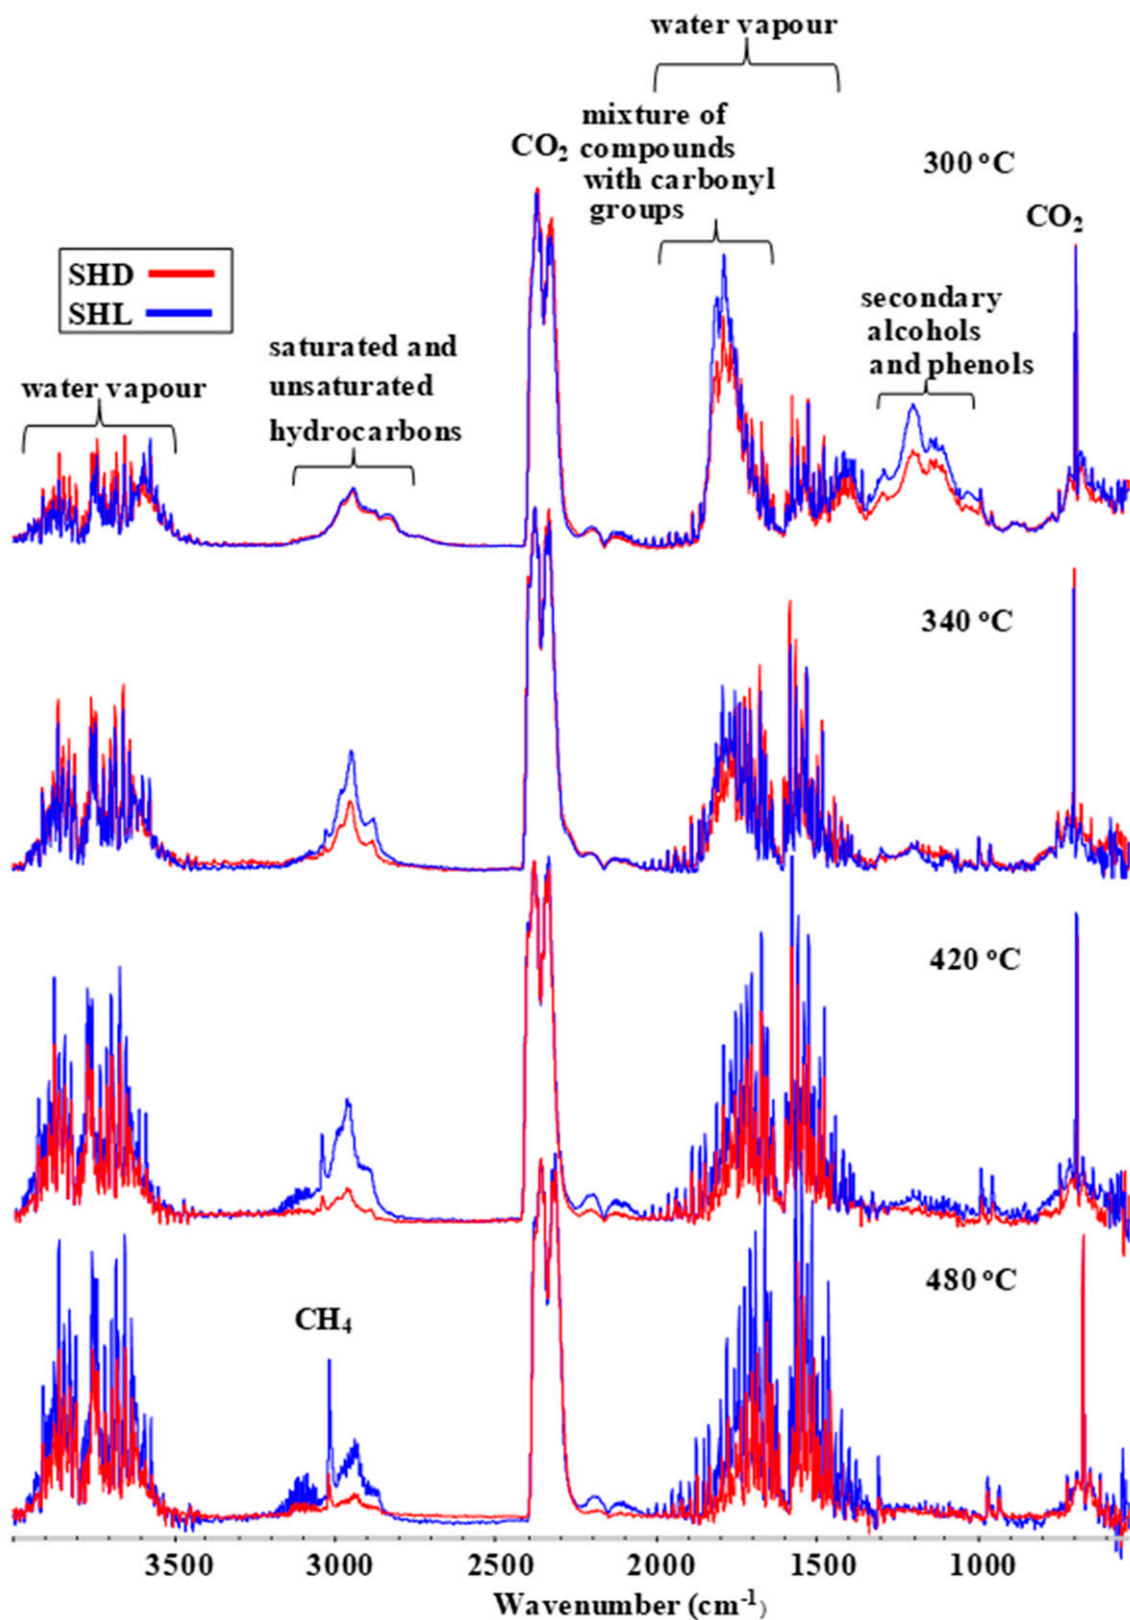 water vapour
mixture of
CO₂ compounds
with carbonyl
groups
300 °C
CO₂
SHD
SHL
saturated and
unsaturated
hydrocarbons
water vapour
secondary
alcohols
and phenols
340 °C
420 °C
480 °C
CH₄
3500 3000 2500 2000 1500 1000
Wavenumber (cm⁻¹)